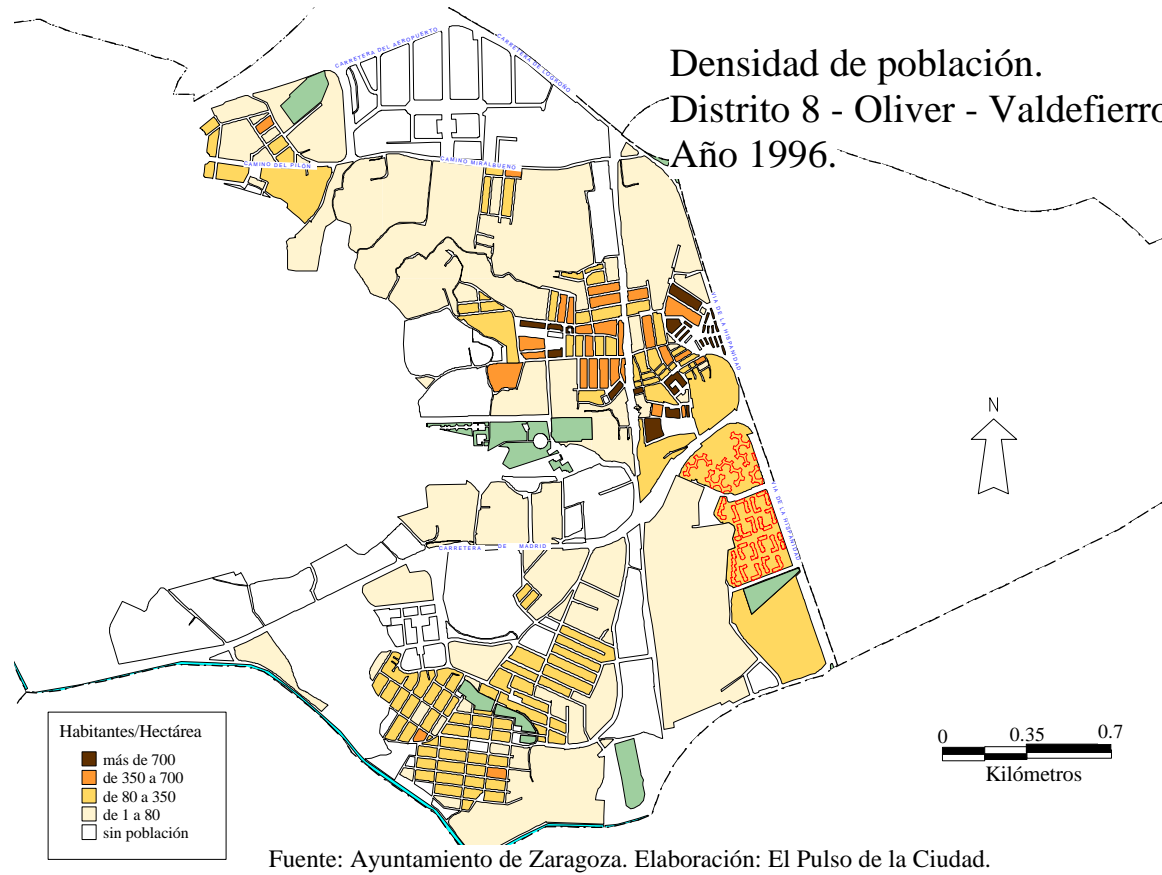 Densidad de población.
Distrito 8 - Oliver - Valdefierro
Año 1996.
CARRETERA DEL AEROPUERTO
CARRETERA DE LOGROÑO
CAMINO DEL PILÓN
CAMINO MIRALBUENO
VIA DE LA HISPANIDAD
VIA DE LA HISPANIDAD
CARRETERA DE MADRID
N
Habitantes/Hectárea
más de 700
de 350 a 700
de 80 a 350
de 1 a 80
sin población
0 0.35 0.7
Kilómetros
Fuente: Ayuntamiento de Zaragoza. Elaboración: El Pulso de la Ciudad.